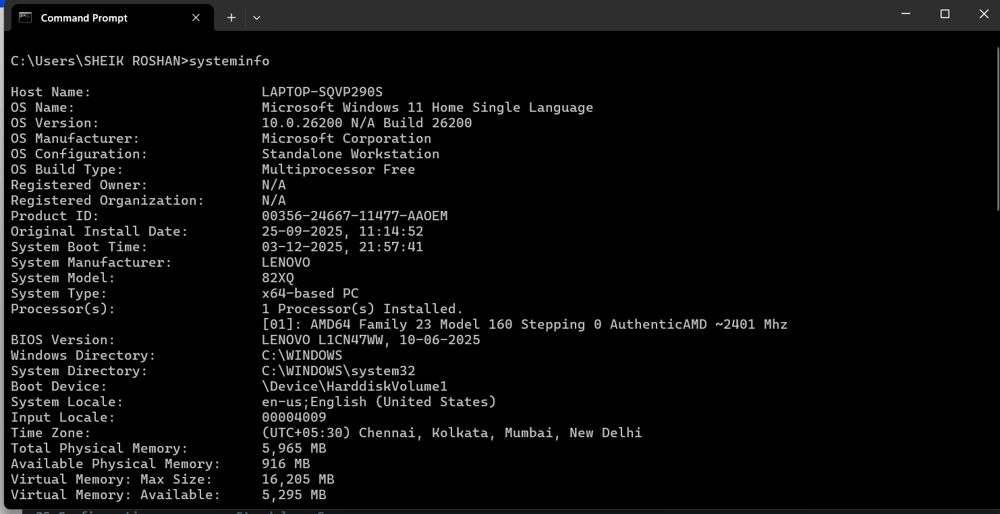 Command Prompt
C:\Users\SHEIK ROSHAN>systeminfo
Host Name: LAPTOP-SQVP290S
OS Name: Microsoft Windows 11 Home Single Language
OS Version: 10.0.26200 N/A Build 26200
OS Manufacturer: Microsoft Corporation
OS Configuration: Standalone Workstation
OS Build Type: Multiprocessor Free
Registered Owner: N/A
Registered Organization: N/A
Product ID: 00356-24667-11477-AAOEM
Original Install Date: 25-09-2025, 11:14:52
System Boot Time: 03-12-2025, 21:57:41
System Manufacturer: LENOVO
System Model: 82XQ
System Type: x64-based PC
Processor(s): 1 Processor(s) Installed.
[01]: AMD64 Family 23 Model 160 Stepping 0 AuthenticAMD ~2401 Mhz
BIOS Version: LENOVO L1CN47WW, 10-06-2025
Windows Directory: C:\WINDOWS
System Directory: C:\WINDOWS\system32
Boot Device: \Device\HarddiskVolume1
System Locale: en-us;English (United States)
Input Locale: 00004009
Time Zone: (UTC+05:30) Chennai, Kolkata, Mumbai, New Delhi
Total Physical Memory: 5,965 MB
Available Physical Memory: 916 MB
Virtual Memory: Max Size: 16,205 MB
Virtual Memory: Available: 5,295 MB